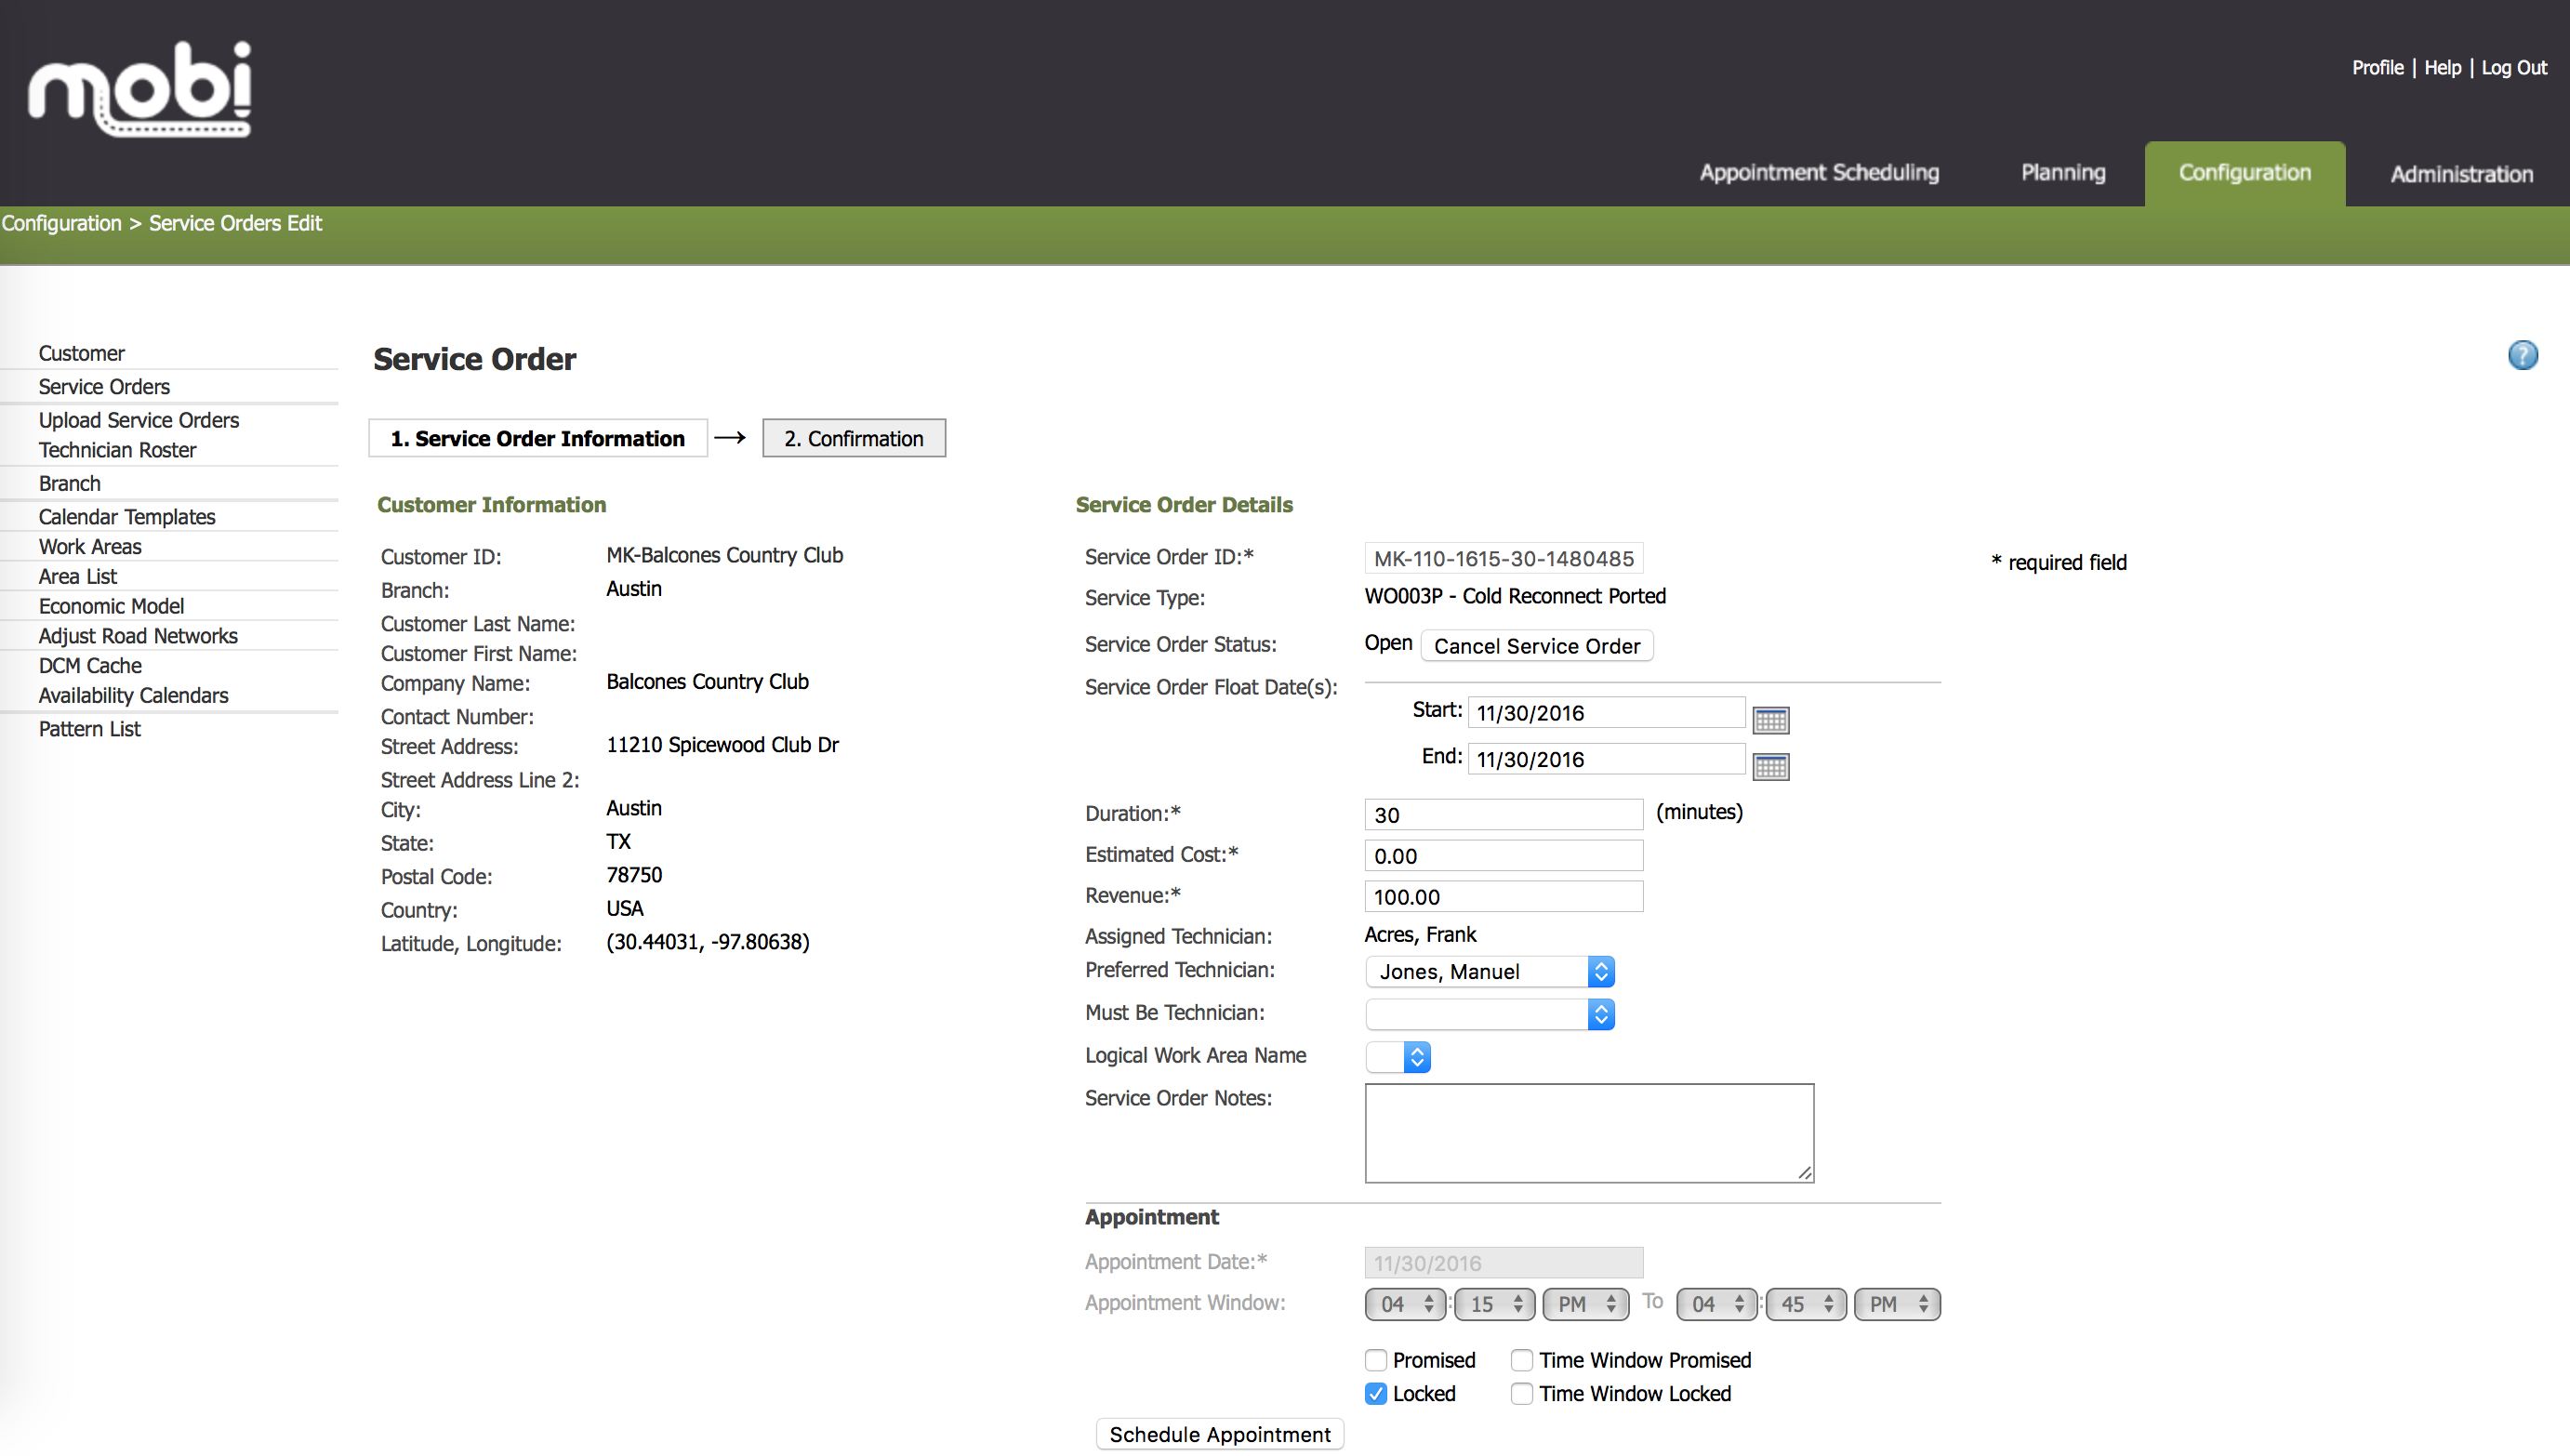 mobi
Profile | Help | Log Out
Appointment Scheduling Planning Configuration Administration
Configuration > Service Orders Edit
Customer
Service Orders
Upload Service Orders
Technician Roster
Branch
Calendar Templates
Work Areas
Area List
Economic Model
Adjust Road Networks
DCM Cache
Availability Calendars
Pattern List
Service Order
?
1. Service Order Information → 2. Confirmation
Customer Information
Customer ID: MK-Balcones Country Club
Branch: Austin
Customer Last Name:
Customer First Name:
Company Name: Balcones Country Club
Contact Number:
Street Address: 11210 Spicewood Club Dr
Street Address Line 2:
City: Austin
State: TX
Postal Code: 78750
Country: USA
Latitude, Longitude: (30.44031, -97.80638)
Service Order Details
Service Order ID:* MK-110-1615-30-1480485
* required field
Service Type: WO003P - Cold Reconnect Ported
Service Order Status: Open Cancel Service Order
Service Order Float Date(s):
Start: 11/30/2016
End: 11/30/2016
Duration:* 30 (minutes)
Estimated Cost:* 0.00
Revenue:* 100.00
Assigned Technician: Acres, Frank
Preferred Technician: Jones, Manuel
Must Be Technician:
Logical Work Area Name
Service Order Notes:
Appointment
Appointment Date:* 11/30/2016
Appointment Window: 04 : 15 PM To 04 : 45 PM
Promised Time Window Promised
Locked Time Window Locked
Schedule Appointment